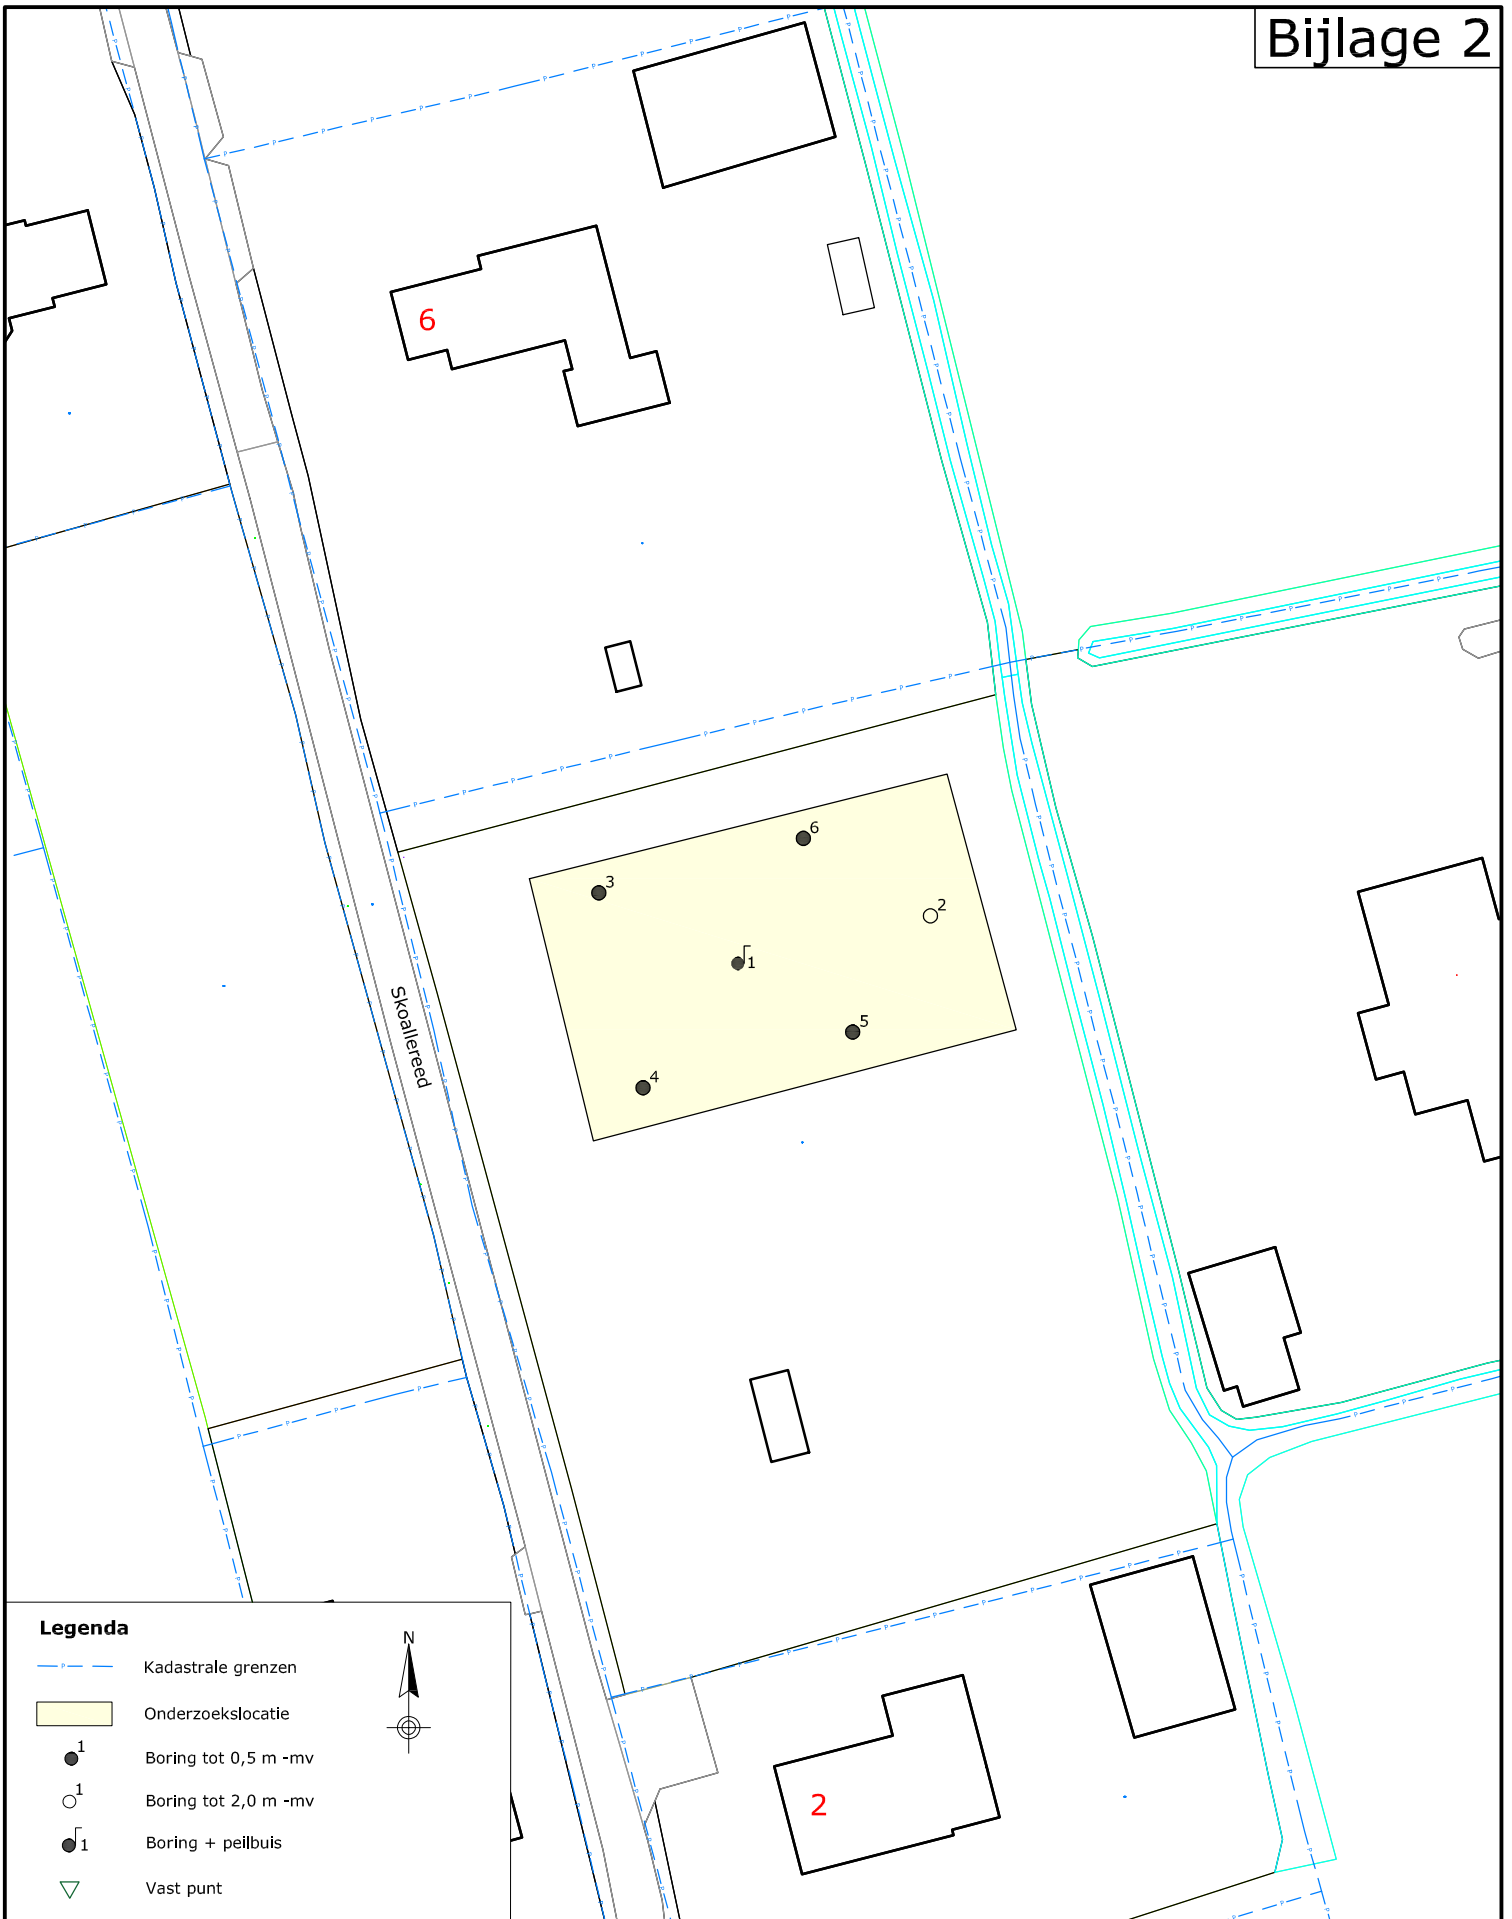 Bijlage 2
6
6
3
2
1
5
Skoallereed
4
Legenda
N
Kadastrale grenzen
Onderzoekslocatie
1 Boring tot 0,5 m -mv
1 Boring tot 2,0 m -mv
1 Boring + peilbuis
Vast punt
2